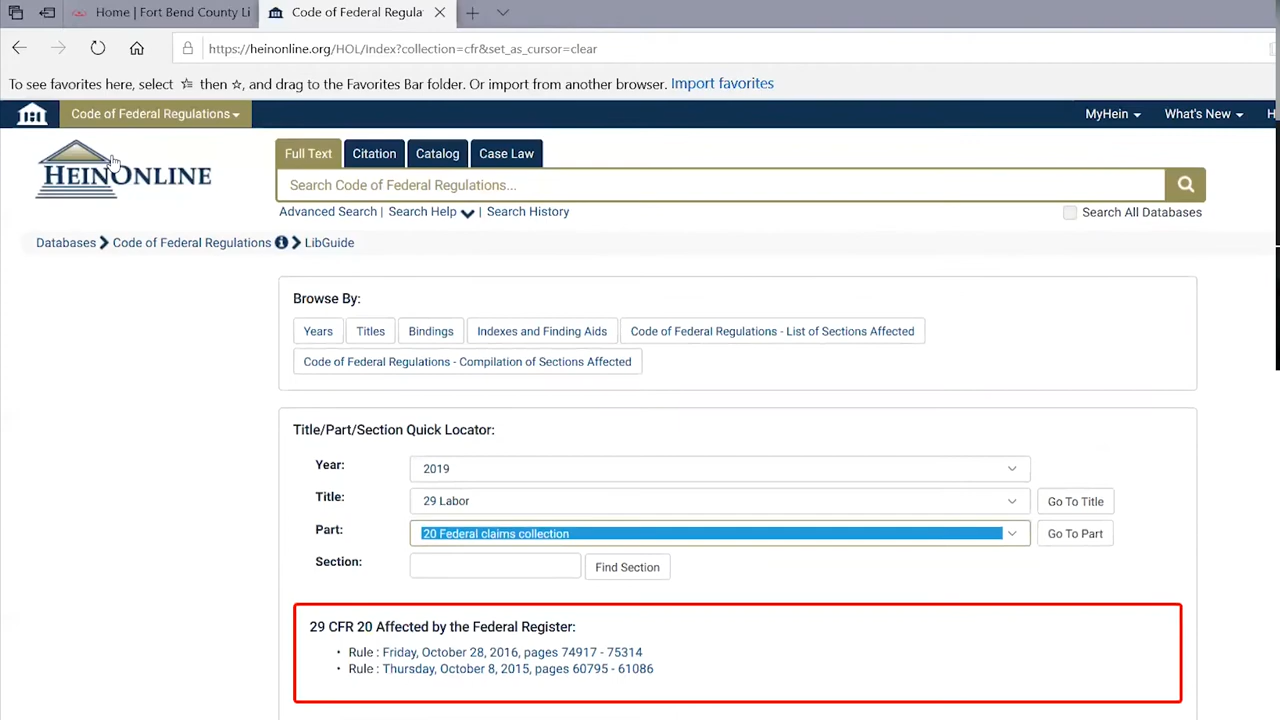 Home | Fort Bend County Li
Code of Federal Regula
https://heinonline.org/HOL/Index?collection=cfr&set_as_cursor=clear
To see favorites here, select then ☆, and drag to the Favorites Bar folder. Or import from another browser. Import favorites
Code of Federal Regulations
MyHein
What's New
H
HEINONLINE
Full Text
Citation
Catalog
Case Law
Search Code of Federal Regulations...
Advanced Search | Search Help | Search History
Search All Databases
Databases > Code of Federal Regulations > LibGuide
Browse By:
Years
Titles
Bindings
Indexes and Finding Aids
Code of Federal Regulations - List of Sections Affected
Code of Federal Regulations - Compilation of Sections Affected
Title/Part/Section Quick Locator:
Year: 2019
Title: 29 Labor Go To Title
Part: 20 Federal claims collection Go To Part
Section: Find Section
29 CFR 20 Affected by the Federal Register:
• Rule : Friday, October 28, 2016, pages 74917 - 75314
• Rule : Thursday, October 8, 2015, pages 60795 - 61086